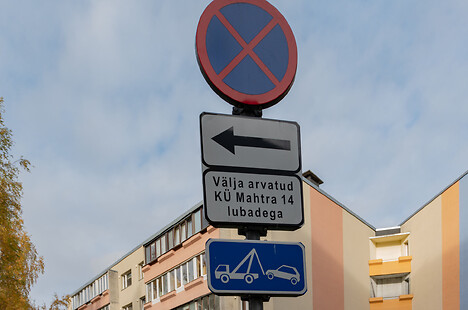 Välja arvatud
KÜ Mahtra 14
lubadega